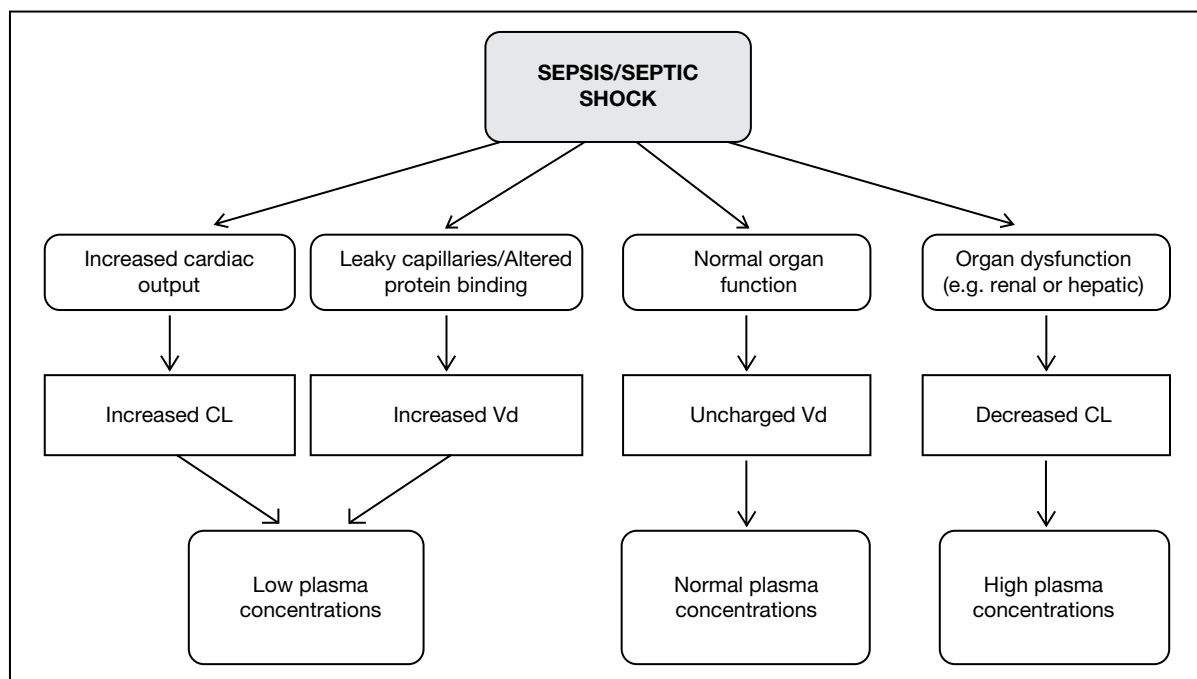 SEPSIS/SEPTIC
SHOCK
Increased cardiac
output
Leaky capillaries/Altered
protein binding
Normal organ
function
Organ dysfunction
(e.g. renal or hepatic)
Increased CL
Increased Vd
Uncharged Vd
Decreased CL
Low plasma
concentrations
Normal plasma
concentrations
High plasma
concentrations